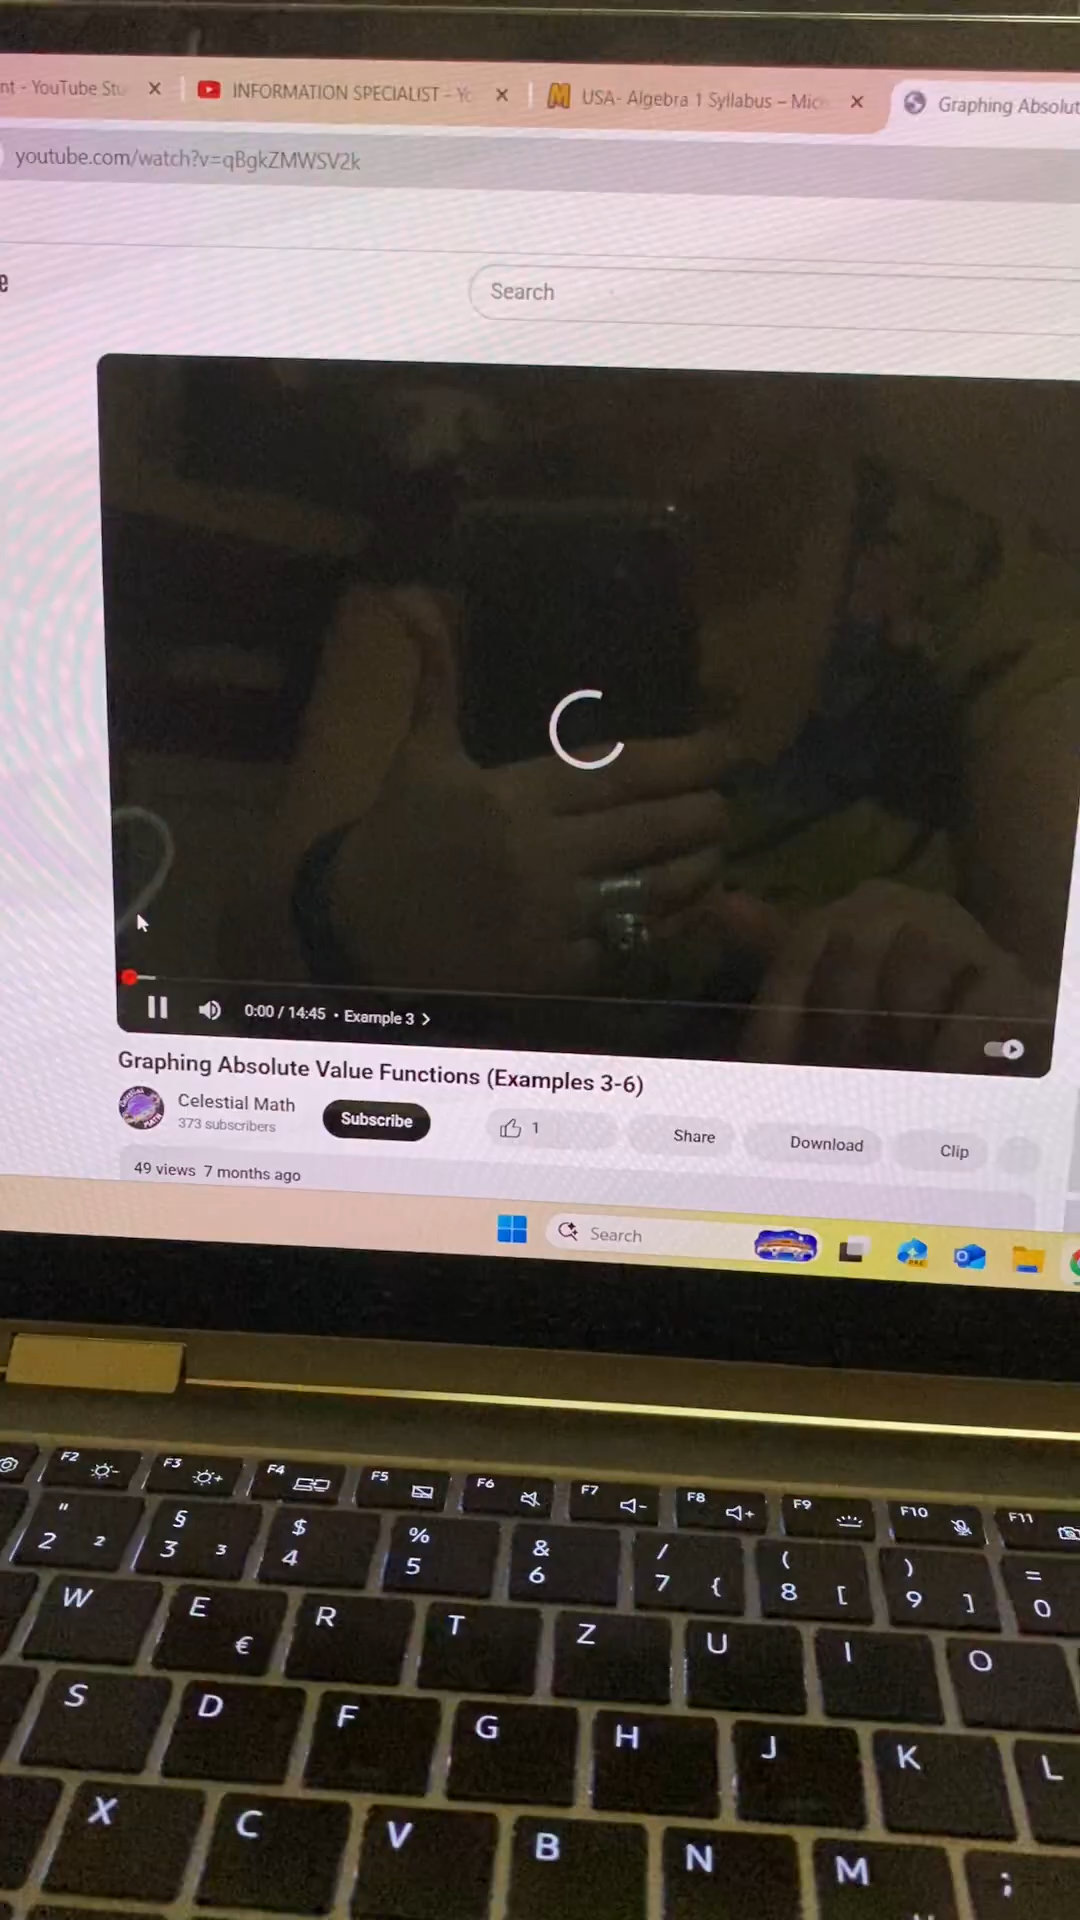 nt - YouTube Stu
INFORMATION SPECIALIST - Yo
USA- Algebra 1 Syllabus – Micr
Graphing Absolut
youtube.com/watch?v=qBgkZMWSV2k
e
Search
0:00 / 14:45 • Example 3 >
Graphing Absolute Value Functions (Examples 3-6)
Celestial Math
373 subscribers
Subscribe
1
Share
Download
Clip
49 views 7 months ago
Search
PRE
F2 F3 F4 F5 F6 F7 F8 F9 F10 F11
" § $ % & / ( ) =
2 ² 3 ³ 4 5 6 7 { 8 [ 9 ] 0
W E € R T Z U I O
S D F G H J K L
X C V B N M ;